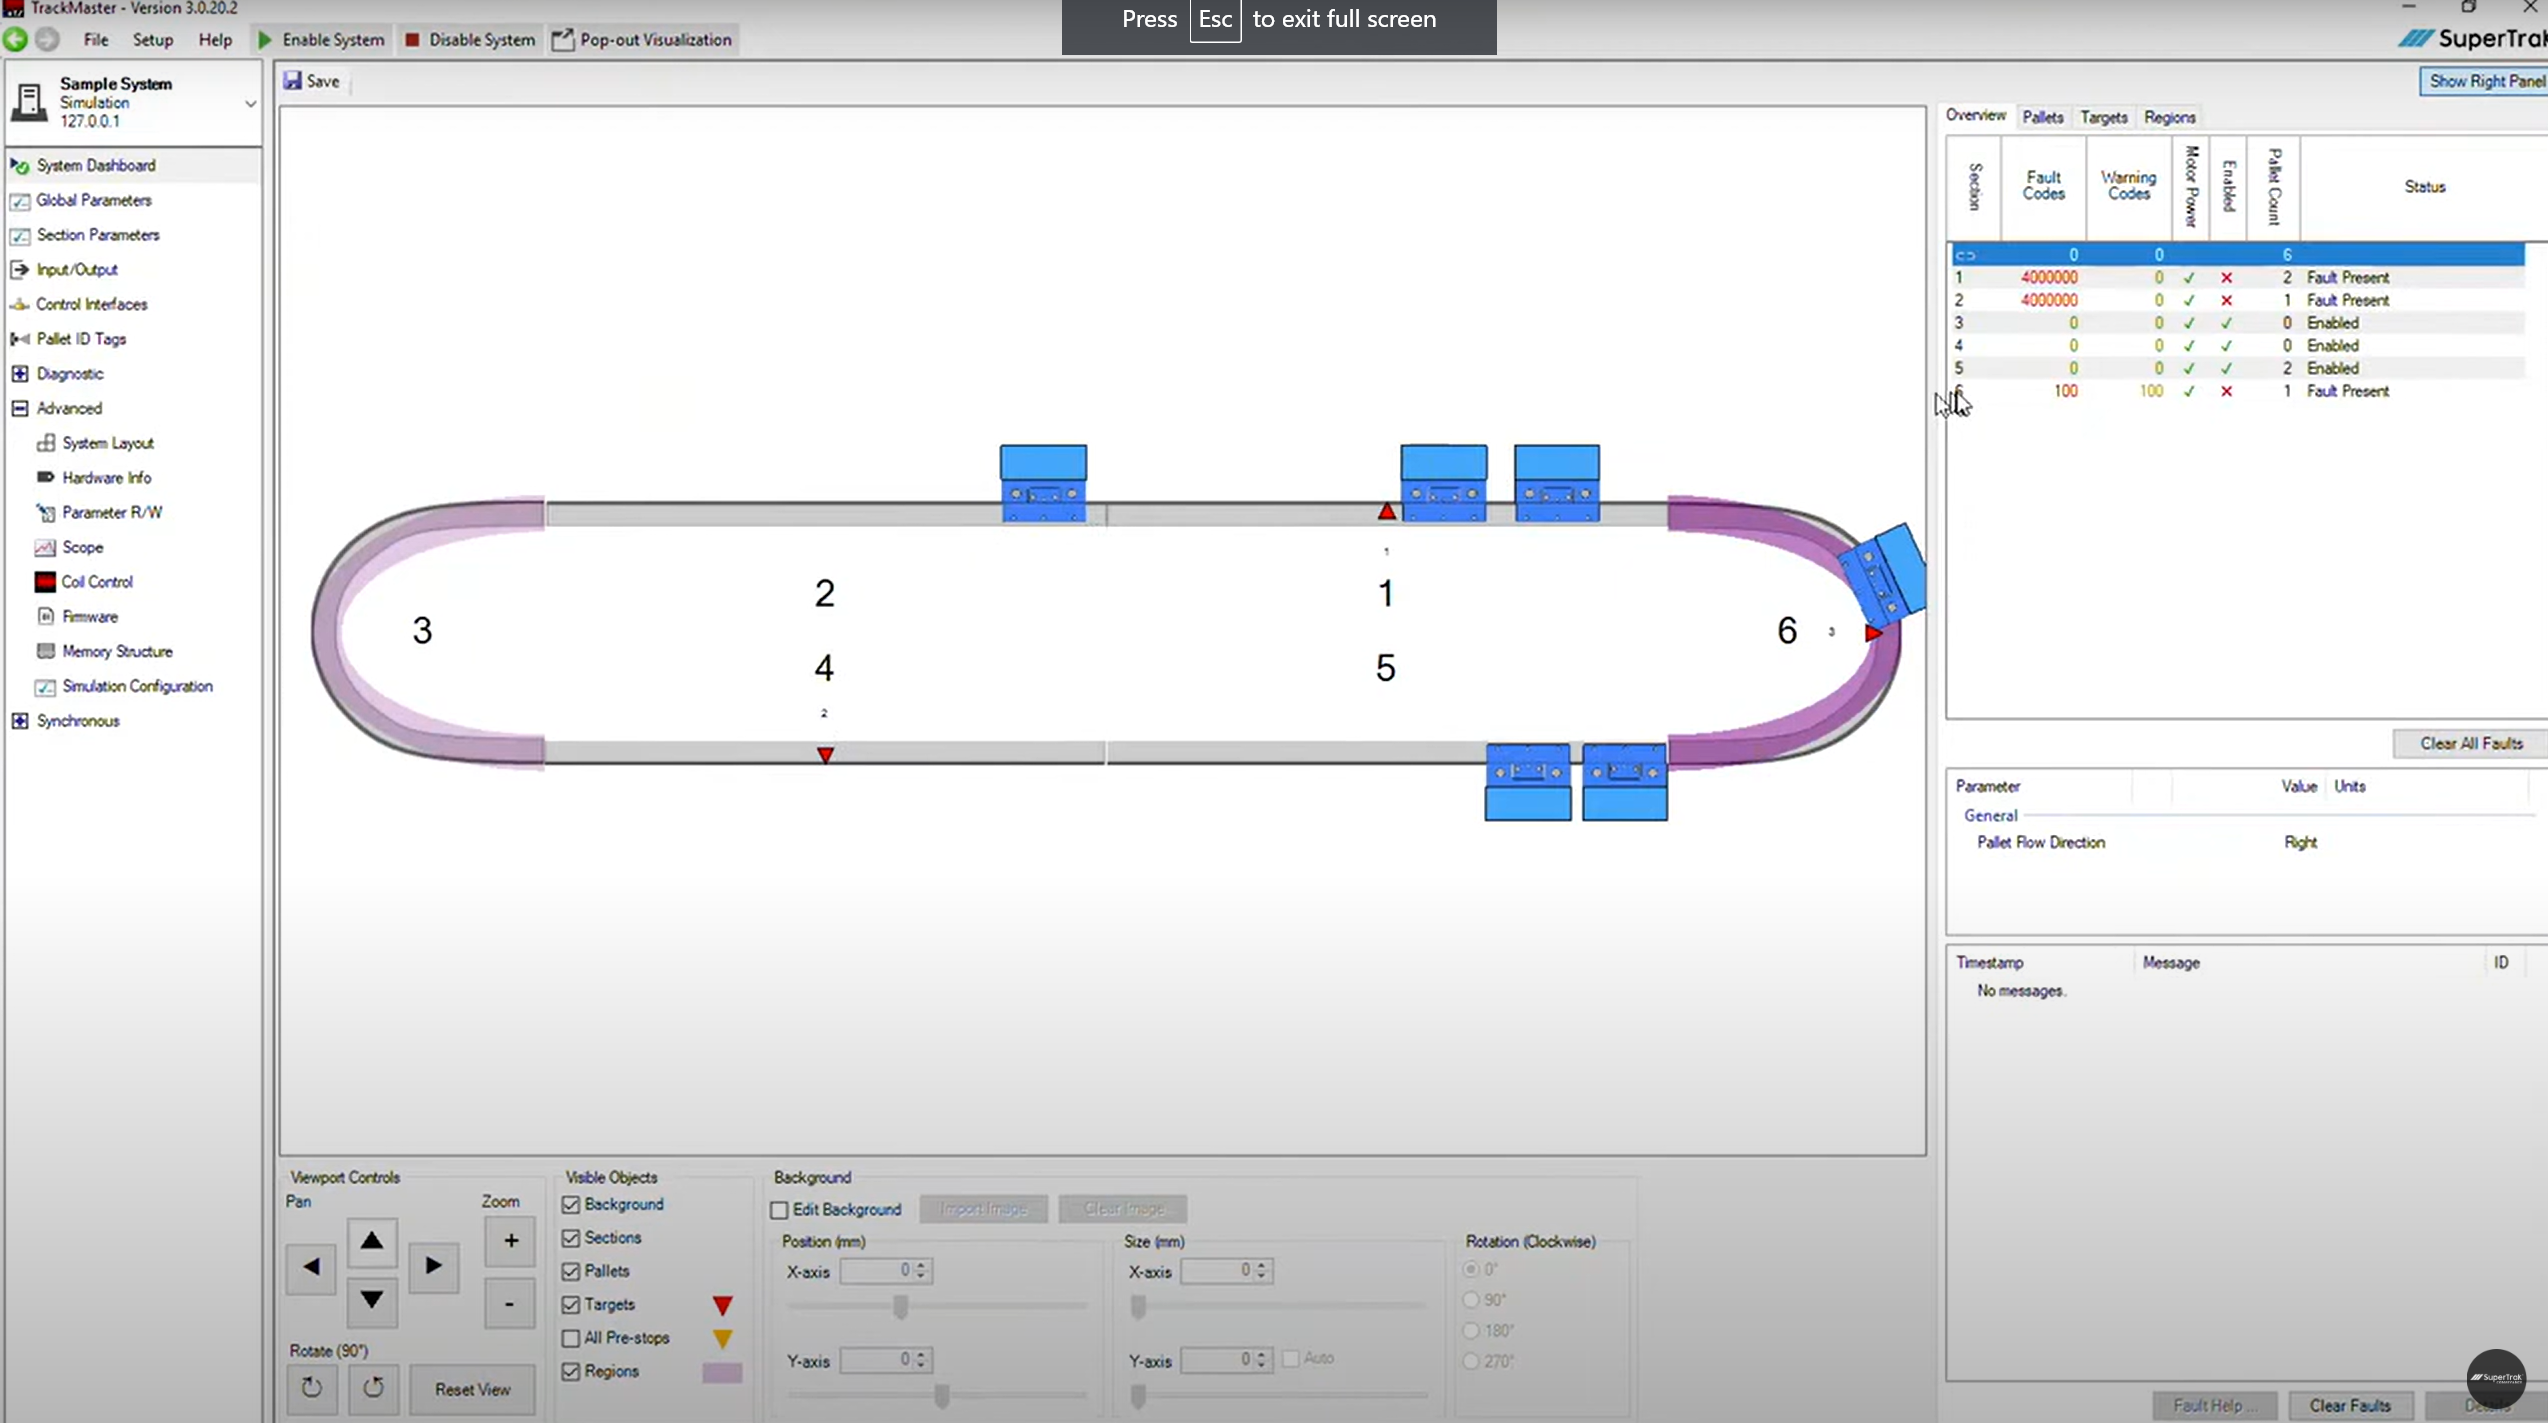 TrackMaster - Version 3.0.20.2
Press Esc to exit full screen
File Setup Help Enable System Disable System Pop-out Visualization
SuperTrak
Sample System
Simulation
127.0.0.1
System Dashboard
Global Parameters
Section Parameters
Input/Output
Control Interfaces
Pallet ID Tags
Diagnostic
Advanced
System Layout
Hardware Info
Parameter R/W
Scope
Coil Control
Firmware
Memory Structure
Simulation Configuration
Synchronous
Save
2
1
1
3
6
3
4
5
2
Show Right Panel
Overview Pallets Targets Regions
Section Fault Codes Warning Codes Motor Power Enabled Pallet Count Status
0 0 6
1 4000000 0 ✓ ✕ 2 Fault Present
2 4000000 0 ✓ ✕ 1 Fault Present
3 0 0 ✓ ✓ 0 Enabled
4 0 0 ✓ ✓ 0 Enabled
5 0 0 ✓ ✓ 2 Enabled
6 100 100 ✓ ✕ 1 Fault Present
Clear All Faults
Parameter Value Units
General
Pallet Flow Direction Right
Timestamp Message ID
No messages.
Viewport Controls
Pan Zoom
+
-
Rotate (90°)
Reset View
Visible Objects
Background
Sections
Pallets
Targets
All Pre-stops
Regions
Background
Edit Background Import Image Clear Image
Position (mm)
X-axis 0
Y-axis 0
Size (mm)
X-axis 0
Y-axis 0 Auto
Rotation (Clockwise)
0°
90°
180°
270°
Fault Help ... Clear Faults
SuperTrak